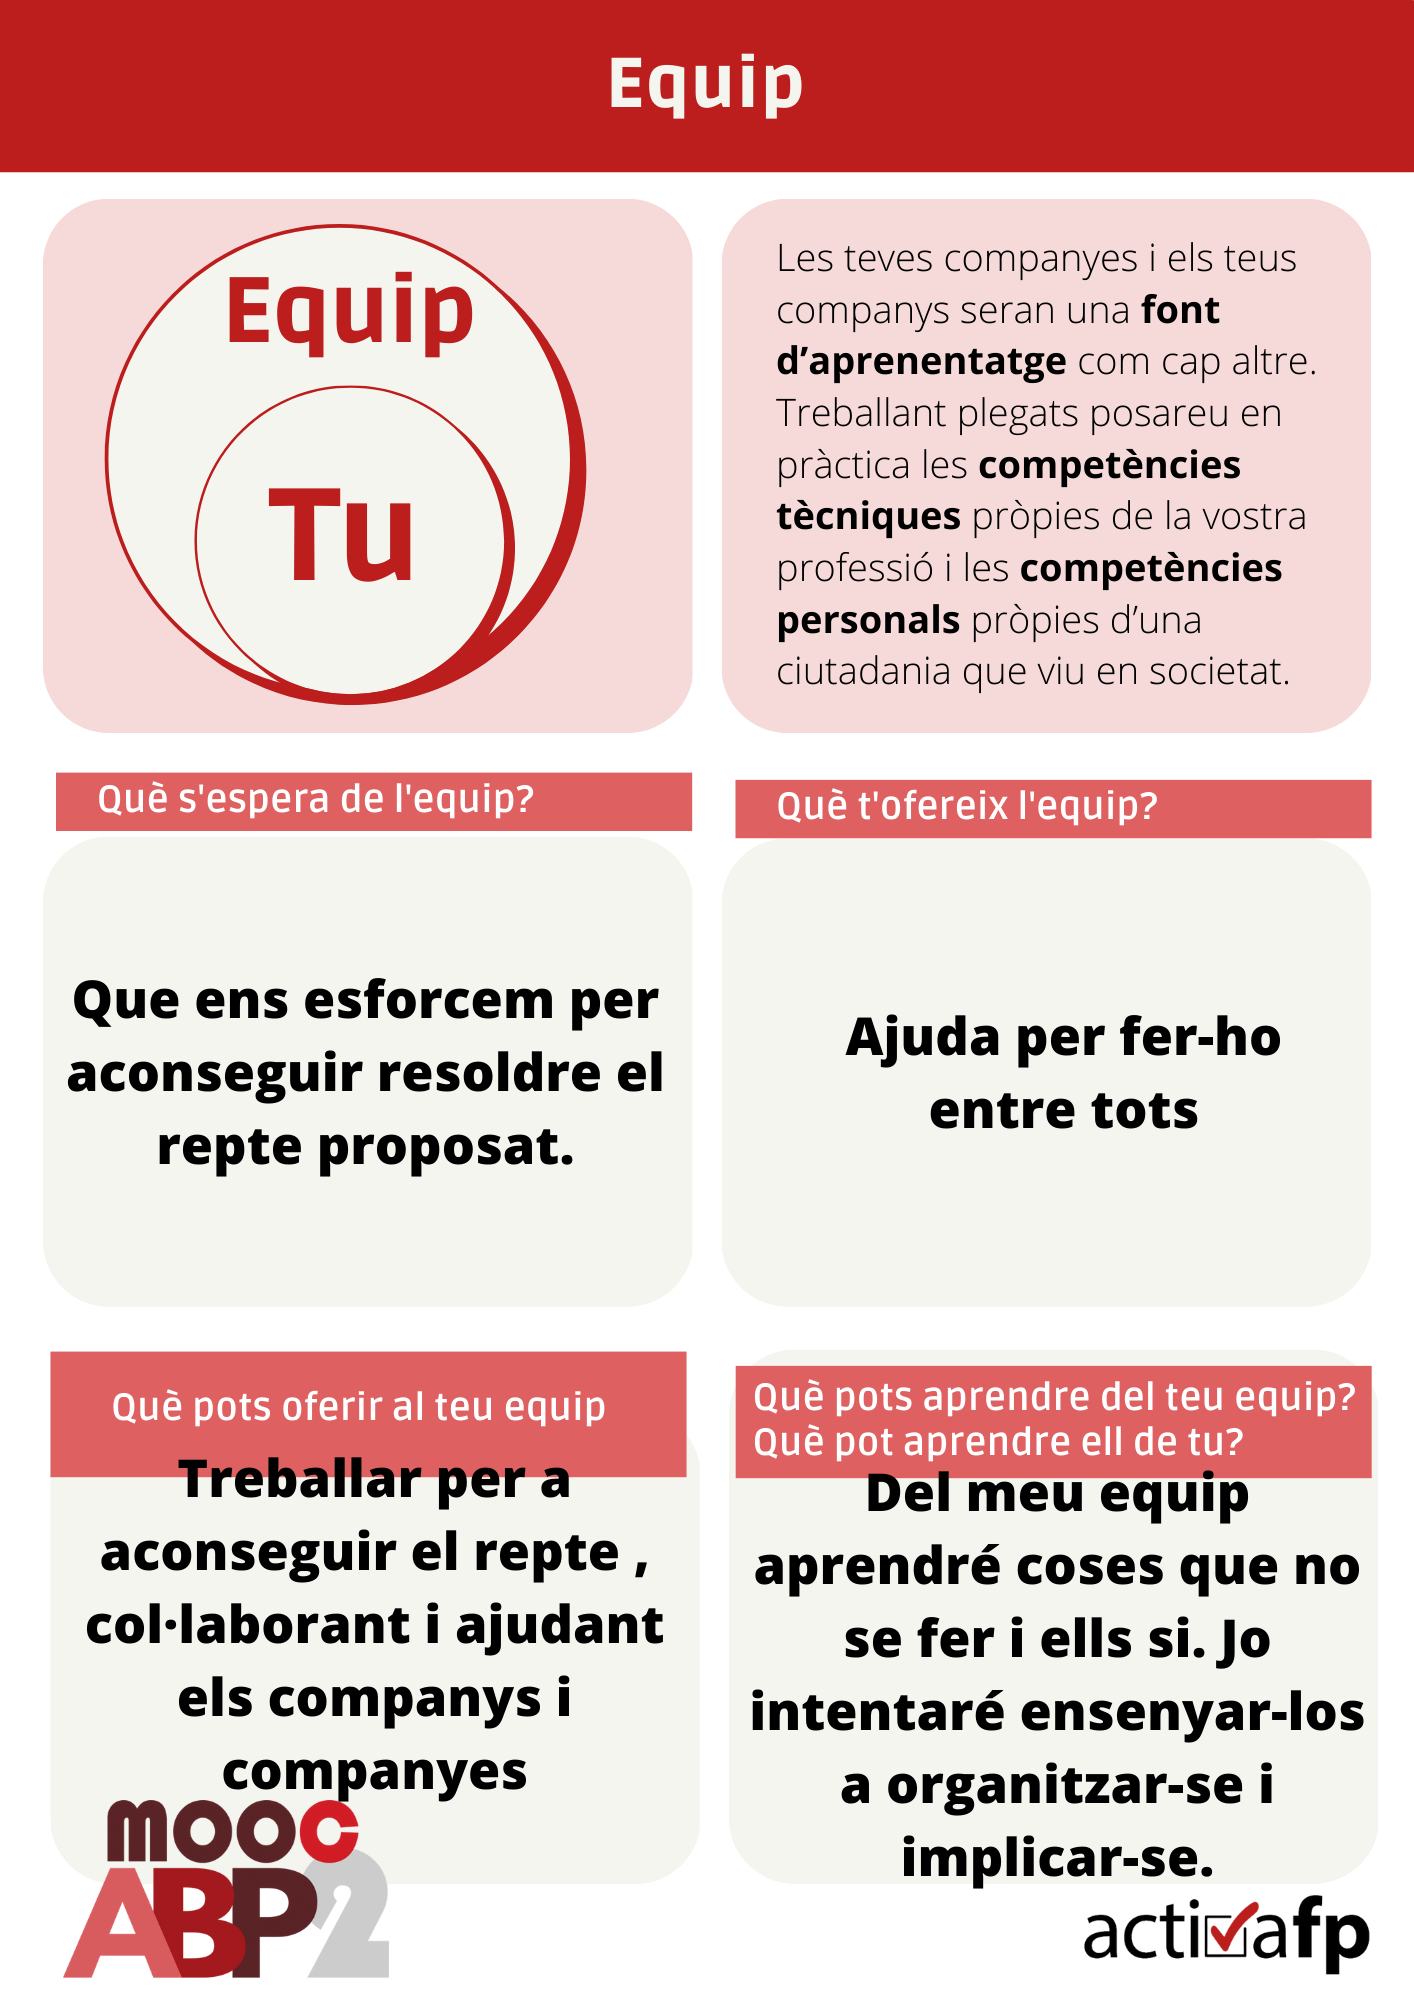 Equip
Equip
Tu
Les teves companyes i els teus
companys seran una font
d’aprenentatge com cap altre.
Treballant plegats posareu en
pràctica les competències
tècniques pròpies de la vostra
professió i les competències
personals pròpies d’una
ciutadania que viu en societat.
Què s'espera de l'equip?
Que ens esforcem per
aconseguir resoldre el
repte proposat.
Què t'ofereix l'equip?
Ajuda per fer-ho
entre tots
Què pots oferir al teu equip
Treballar per a
aconseguir el repte ,
col·laborant i ajudant
els companys i
companyes
Què pots aprendre del teu equip?
Què pot aprendre ell de tu?
Del meu equip
aprendré coses que no
se fer i ells si. Jo
intentaré ensenyar-los
a organitzar-se i
implicar-se.
mooc
ABP2
activafp